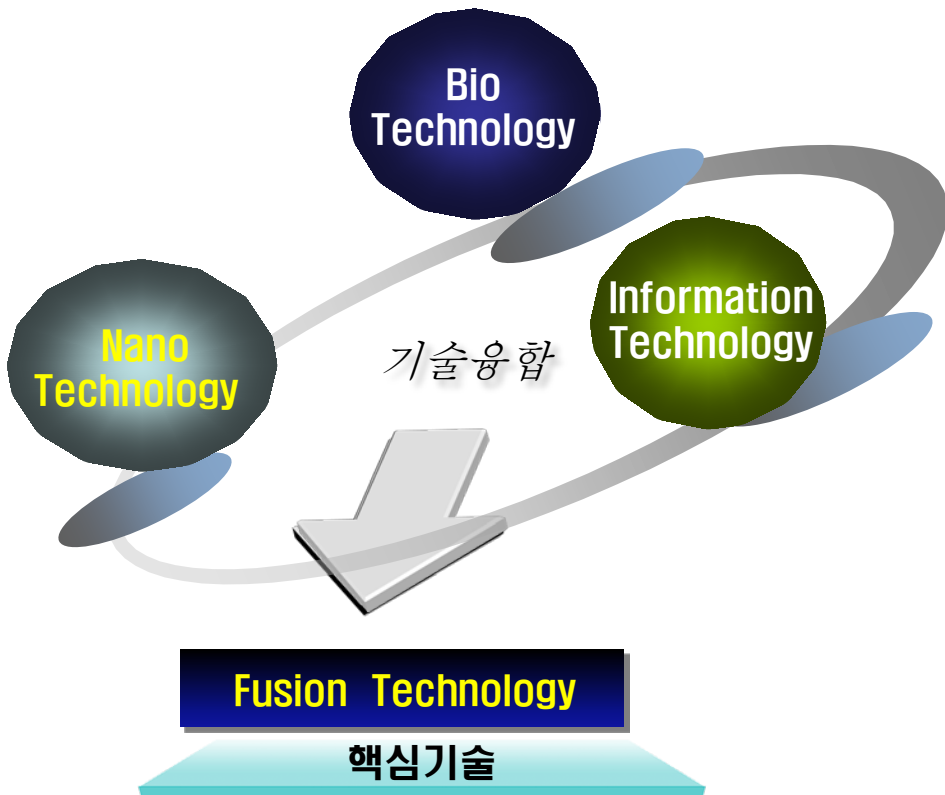 Bio
Technology
Information
Technology
Nano
Technology
기술융합
Fusion Technology
핵심기술